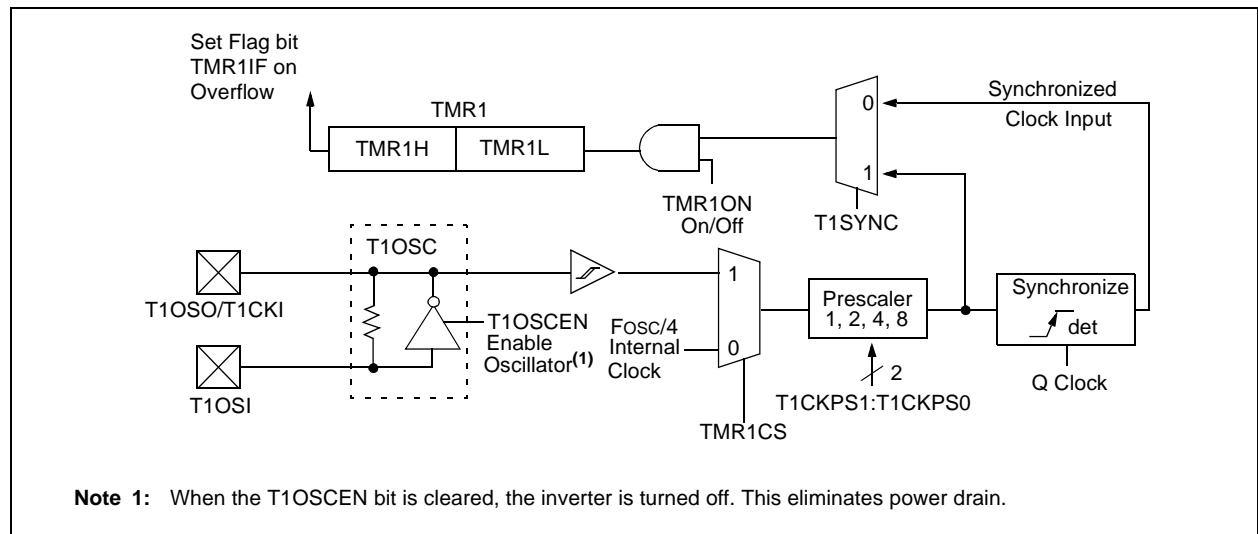 Set Flag bit
TMR1IF on
Overflow
TMR1
TMR1H
TMR1L
TMR1ON
On/Off
0
1
T1SYNC
Synchronized
Clock Input
T1OSC
T1OSO/T1CKI
T1OSI
T1OSCEN
Enable
Oscillator(1)
FOSC/4
Internal
Clock
1
0
TMR1CS
Prescaler
1, 2, 4, 8
2
T1CKPS1:T1CKPS0
Synchronize
det
Q Clock
Note 1: When the T1OSCEN bit is cleared, the inverter is turned off. This eliminates power drain.